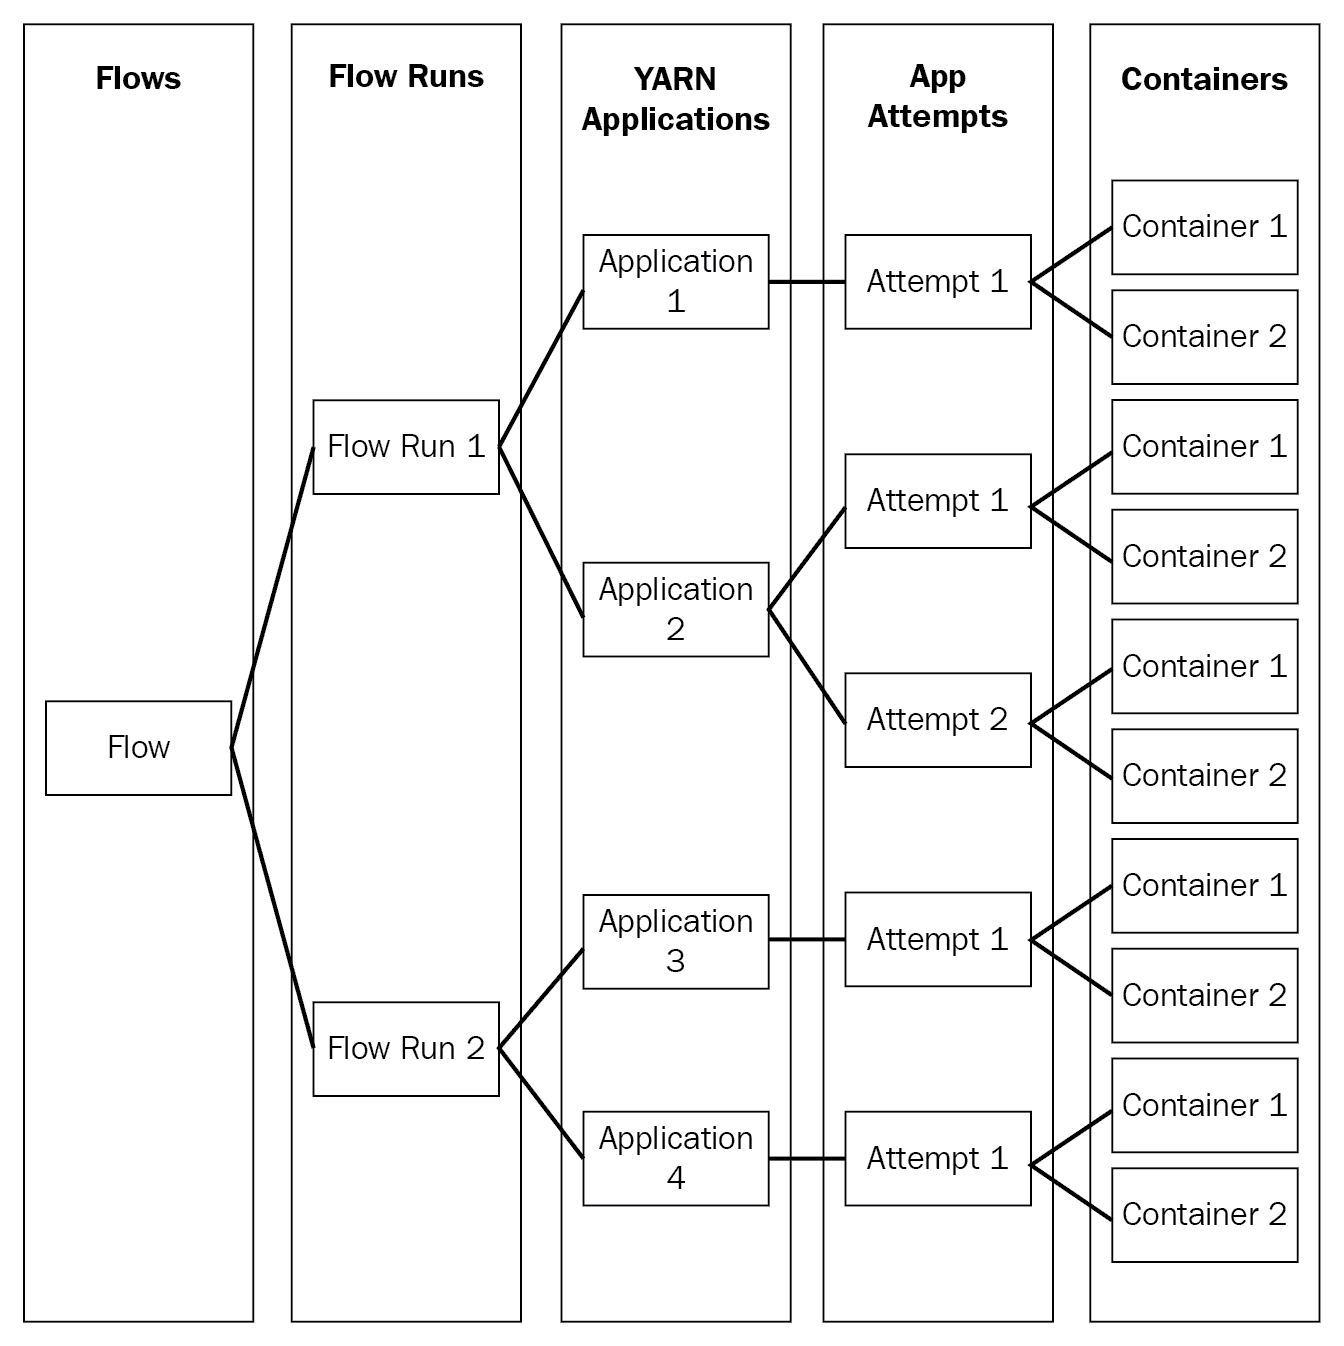 Flows
Flow Runs
YARN
Applications
App
Attempts
Containers
Flow
Flow Run 1
Flow Run 2
Application
1
Application
2
Application
3
Application
4
Attempt 1
Attempt 1
Attempt 2
Attempt 1
Attempt 1
Container 1
Container 2
Container 1
Container 2
Container 1
Container 2
Container 1
Container 2
Container 1
Container 2